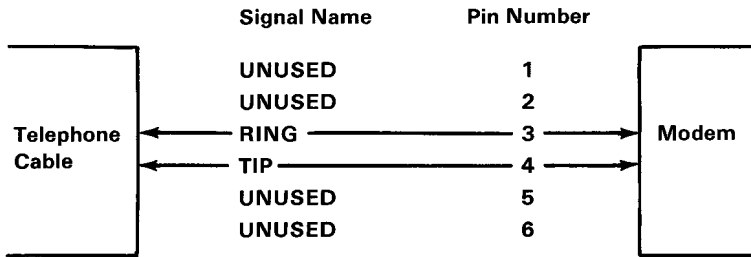 Signal Name Pin Number
UNUSED 1
UNUSED 2
Telephone Cable RING 3 Modem
TIP 4
UNUSED 5
UNUSED 6